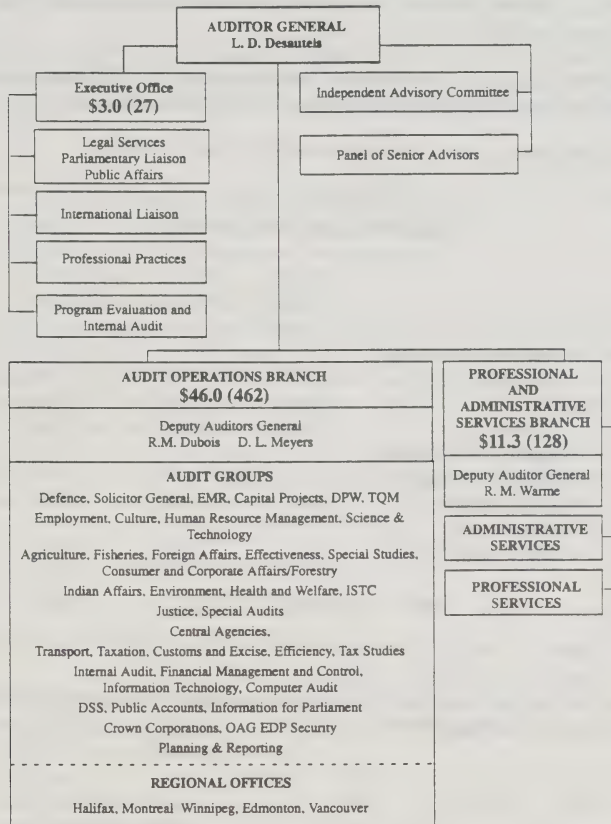 AUDITOR GENERAL
L. D. Desautels
Executive Office
$3.0 (27)
Legal Services
Parliamentary Liaison
Public Affairs
International Liaison
Professional Practices
Program Evaluation and
Internal Audit
Independent Advisory Committee
Panel of Senior Advisors
AUDIT OPERATIONS BRANCH
$46.0 (462)
Deputy Auditors General
R.M. Dubois D. L. Meyers
AUDIT GROUPS
Defence, Solicitor General, EMR, Capital Projects, DPW, TQM
Employment, Culture, Human Resource Management, Science &
Technology
Agriculture, Fisheries, Foreign Affairs, Effectiveness, Special Studies,
Consumer and Corporate Affairs/Forestry
Indian Affairs, Environment, Health and Welfare, ISTC
Justice, Special Audits
Central Agencies,
Transport, Taxation, Customs and Excise, Efficiency, Tax Studies
Internal Audit, Financial Management and Control,
Information Technology, Computer Audit
DSS, Public Accounts, Information for Parliament
Crown Corporations, OAG EDP Security
Planning & Reporting
REGIONAL OFFICES
Halifax, Montreal Winnipeg, Edmonton, Vancouver
PROFESSIONAL
AND
ADMINISTRATIVE
SERVICES BRANCH
$11.3 (128)
Deputy Auditor General
R. M. Warme
ADMINISTRATIVE
SERVICES
PROFESSIONAL
SERVICES